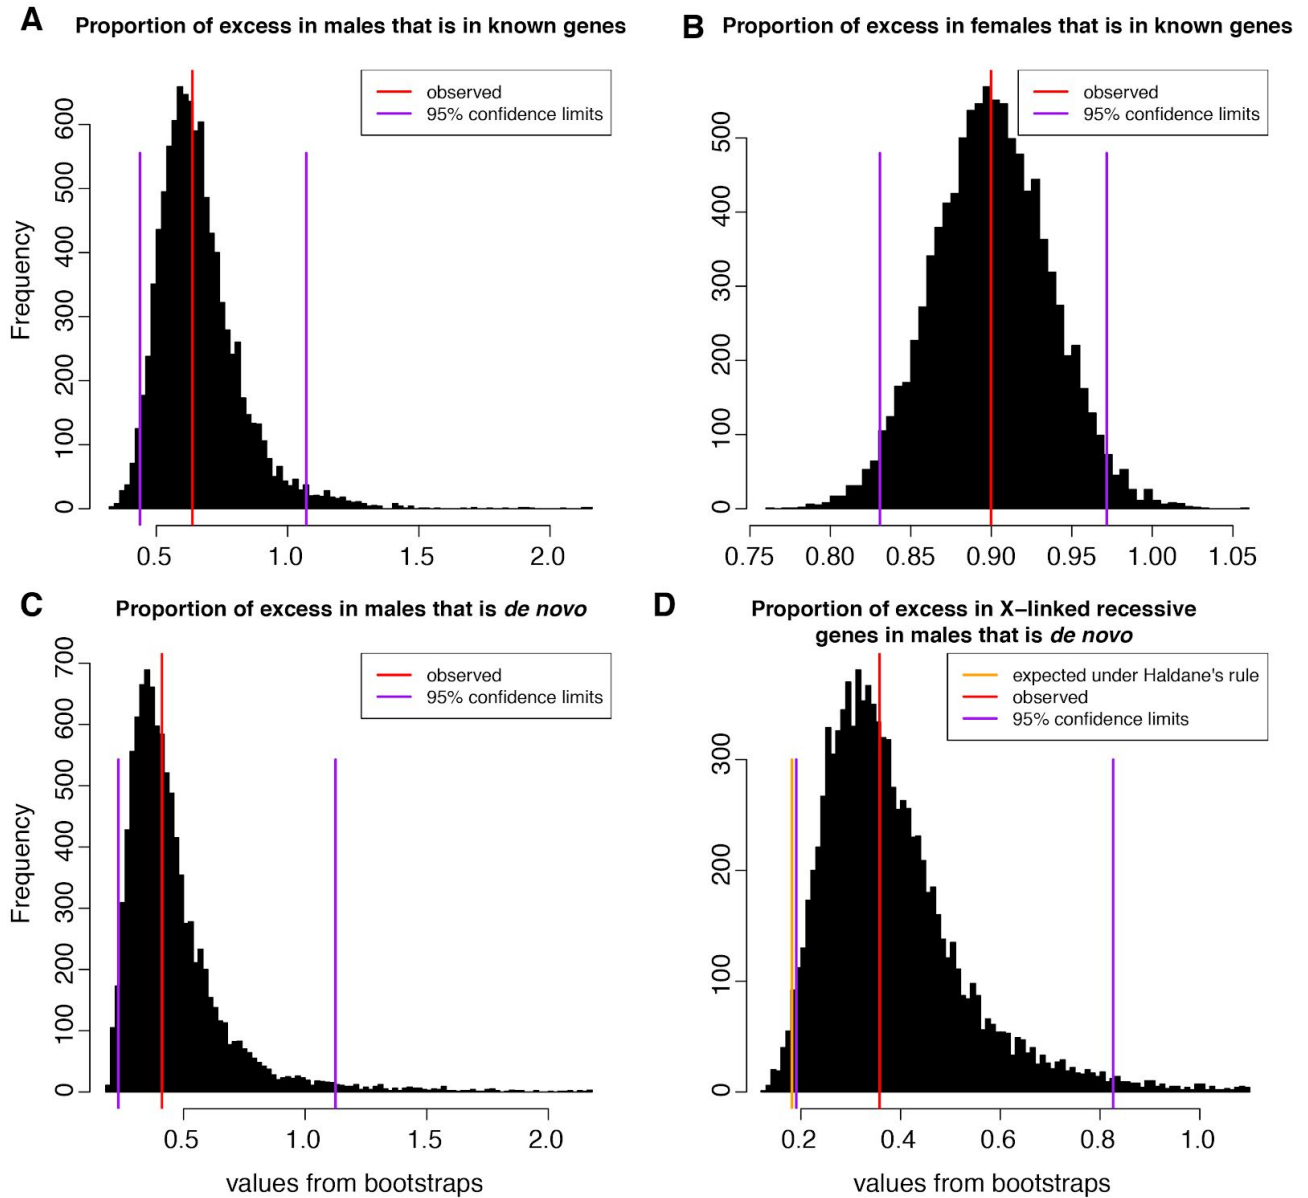 A Proportion of excess in males that is in known genes
observed
95% confidence limits
Frequency
0 100 200 300 400 500 600
0.5 1.0 1.5 2.0
B Proportion of excess in females that is in known genes
observed
95% confidence limits
0 100 200 300 400 500
0.75 0.80 0.85 0.90 0.95 1.00 1.05
C Proportion of excess in males that is de novo
observed
95% confidence limits
Frequency
0 100 200 300 400 500 600 700
0.5 1.0 1.5 2.0
values from bootstraps
D Proportion of excess in X−linked recessive
genes in males that is de novo
expected under Haldane's rule
observed
95% confidence limits
0 100 200 300
0.2 0.4 0.6 0.8 1.0
values from bootstraps